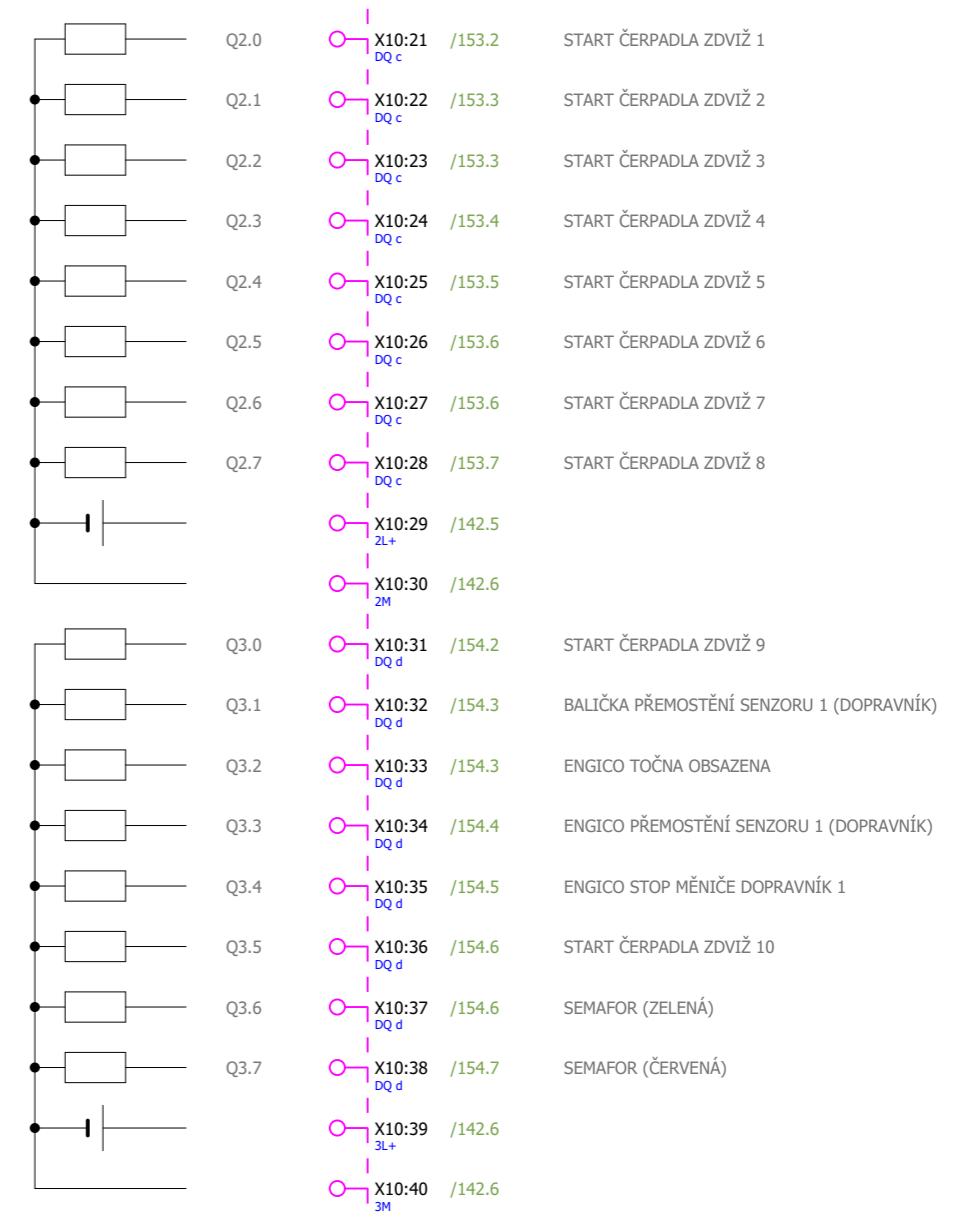 Q2.0 X10:21 /153.2 START ČERPADLA ZDVIŽ 1
DQ c
Q2.1 X10:22 /153.3 START ČERPADLA ZDVIŽ 2
DQ c
Q2.2 X10:23 /153.3 START ČERPADLA ZDVIŽ 3
DQ c
Q2.3 X10:24 /153.4 START ČERPADLA ZDVIŽ 4
DQ c
Q2.4 X10:25 /153.5 START ČERPADLA ZDVIŽ 5
DQ c
Q2.5 X10:26 /153.6 START ČERPADLA ZDVIŽ 6
DQ c
Q2.6 X10:27 /153.6 START ČERPADLA ZDVIŽ 7
DQ c
Q2.7 X10:28 /153.7 START ČERPADLA ZDVIŽ 8
DQ c
X10:29 /142.5
2L+
X10:30 /142.6
2M
Q3.0 X10:31 /154.2 START ČERPADLA ZDVIŽ 9
DQ d
Q3.1 X10:32 /154.3 BALIČKA PŘEMOSTĚNÍ SENZORU 1 (DOPRAVNÍK)
DQ d
Q3.2 X10:33 /154.3 ENGICO TOČNA OBSAZENA
DQ d
Q3.3 X10:34 /154.4 ENGICO PŘEMOSTĚNÍ SENZORU 1 (DOPRAVNÍK)
DQ d
Q3.4 X10:35 /154.5 ENGICO STOP MĚNIČE DOPRAVNÍK 1
DQ d
Q3.5 X10:36 /154.6 START ČERPADLA ZDVIŽ 10
DQ d
Q3.6 X10:37 /154.6 SEMAFOR (ZELENÁ)
DQ d
Q3.7 X10:38 /154.7 SEMAFOR (ČERVENÁ)
DQ d
X10:39 /142.6
3L+
X10:40 /142.6
3M